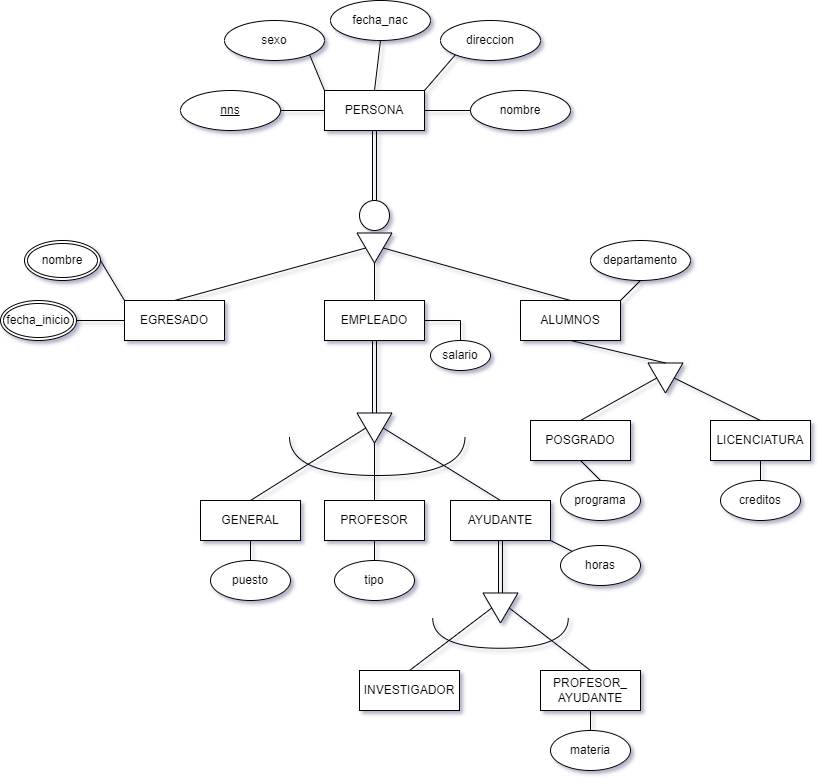 fecha_nac
sexo
direccion
nns
PERSONA
nombre
nombre
departamento
fecha_inicio
EGRESADO
EMPLEADO
ALUMNOS
salario
POSGRADO
LICENCIATURA
programa
creditos
GENERAL
PROFESOR
AYUDANTE
puesto
tipo
horas
INVESTIGADOR
PROFESOR_
AYUDANTE
materia